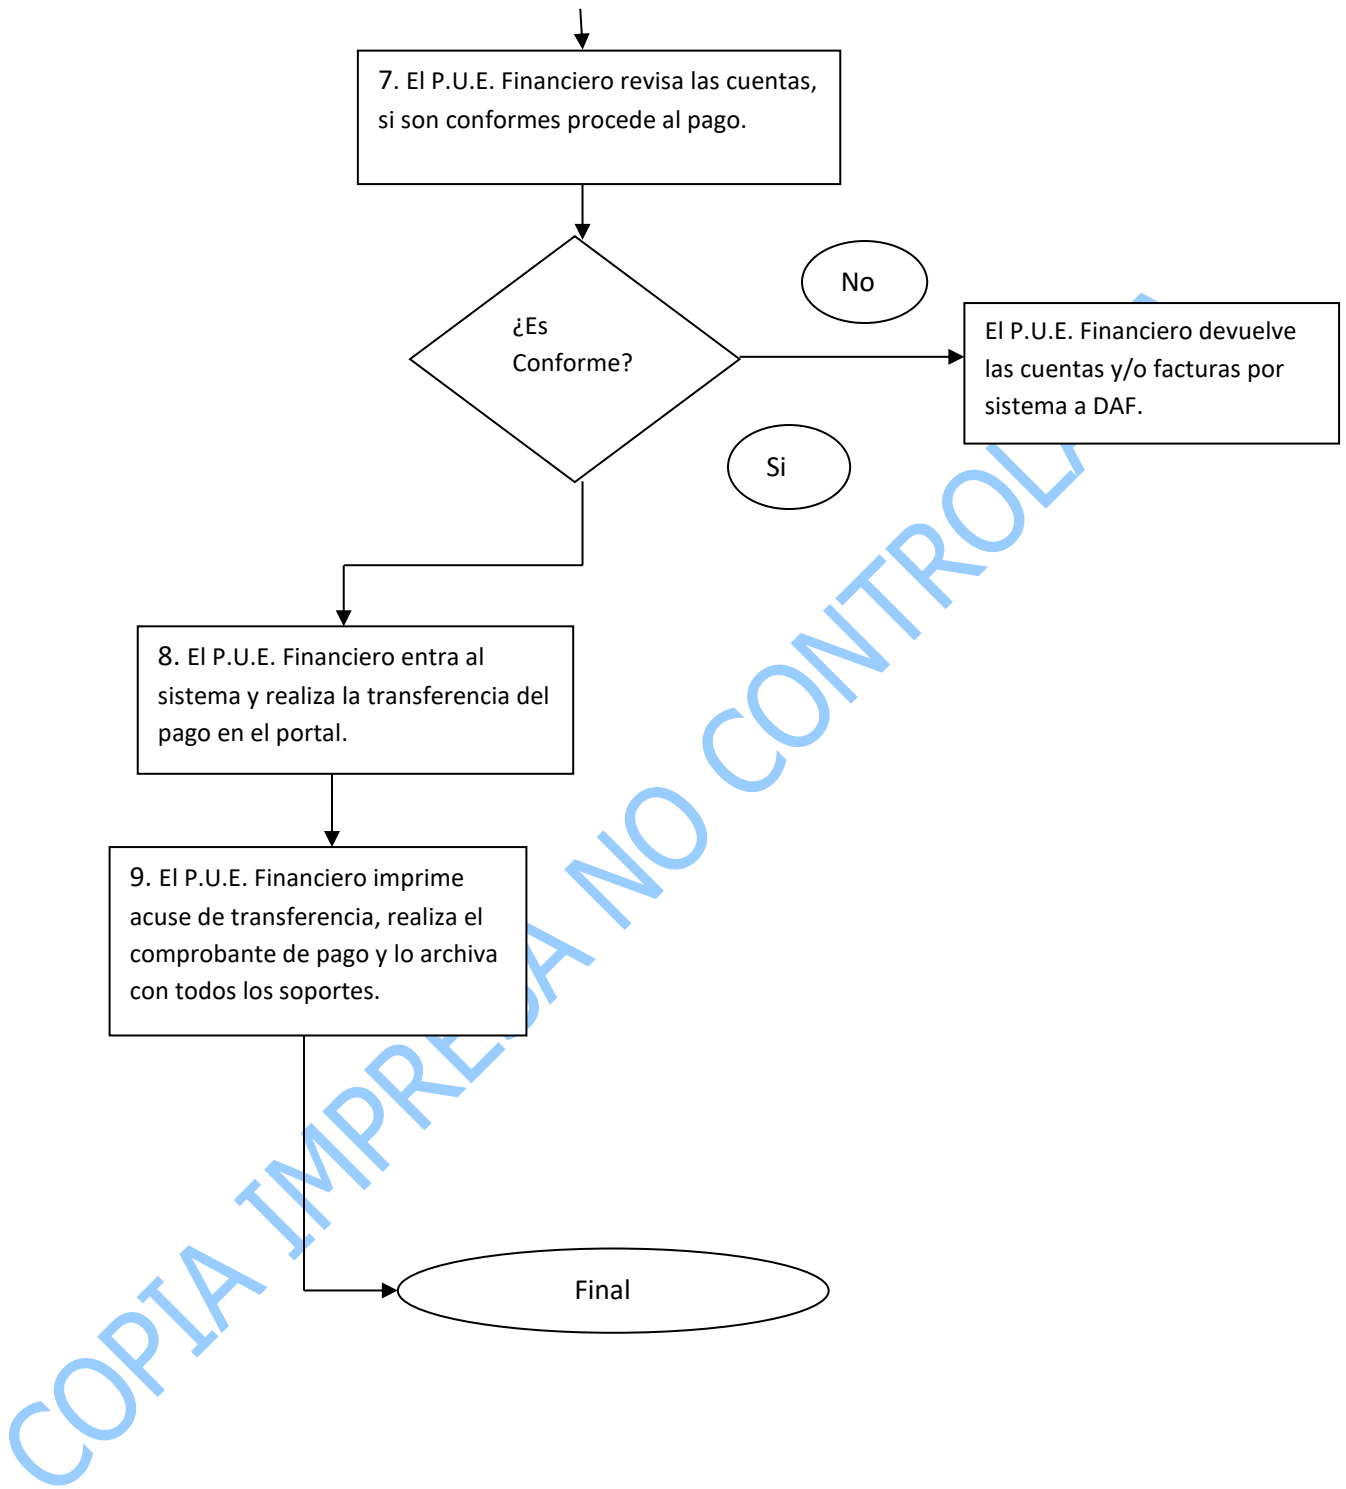 7. El P.U.E. Financiero revisa las cuentas,
si son conformes procede al pago.
¿Es
Conforme?
No
El P.U.E. Financiero devuelve
las cuentas y/o facturas por
sistema a DAF.
Si
8. El P.U.E. Financiero entra al
sistema y realiza la transferencia del
pago en el portal.
9. El P.U.E. Financiero imprime
acuse de transferencia, realiza el
comprobante de pago y lo archiva
con todos los soportes.
Final
COPIA IMPRESA NO